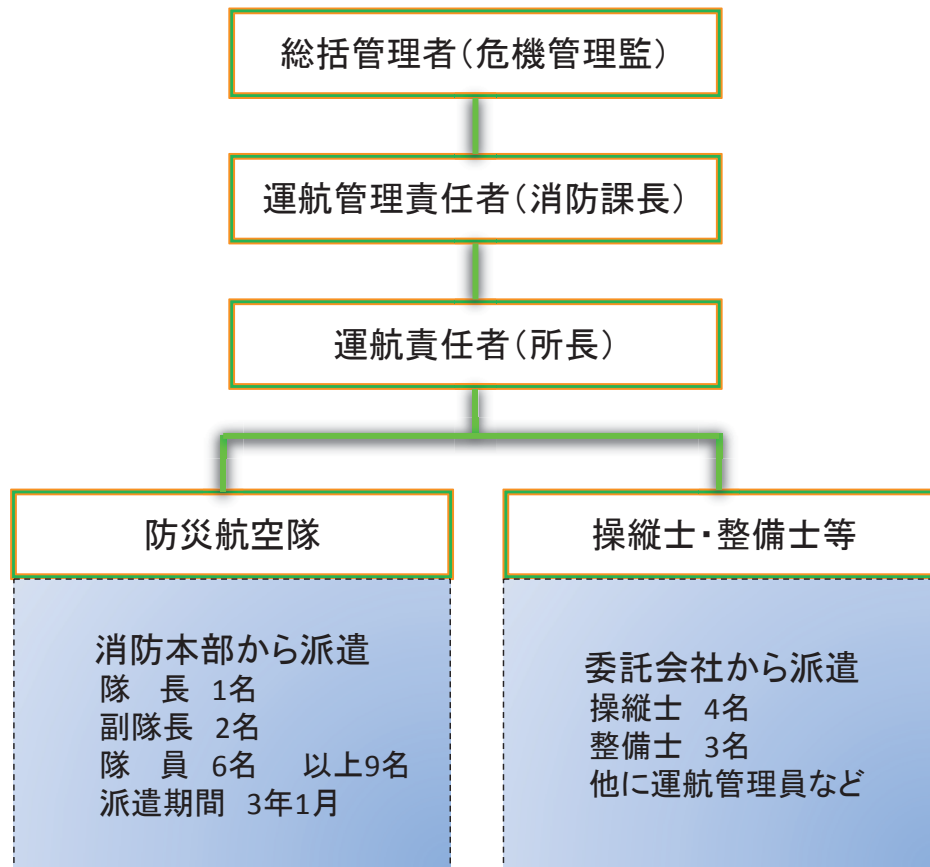 総括管理者（危機管理監）
運航管理責任者（消防課長）
運航責任者（所長）
防災航空隊
消防本部から派遣
隊　長　1名
副隊長　2名
隊　員　6名　　以上9名
派遣期間　3年1月
操縦士・整備士等
委託会社から派遣
操縦士　4名
整備士　3名
他に運航管理員など